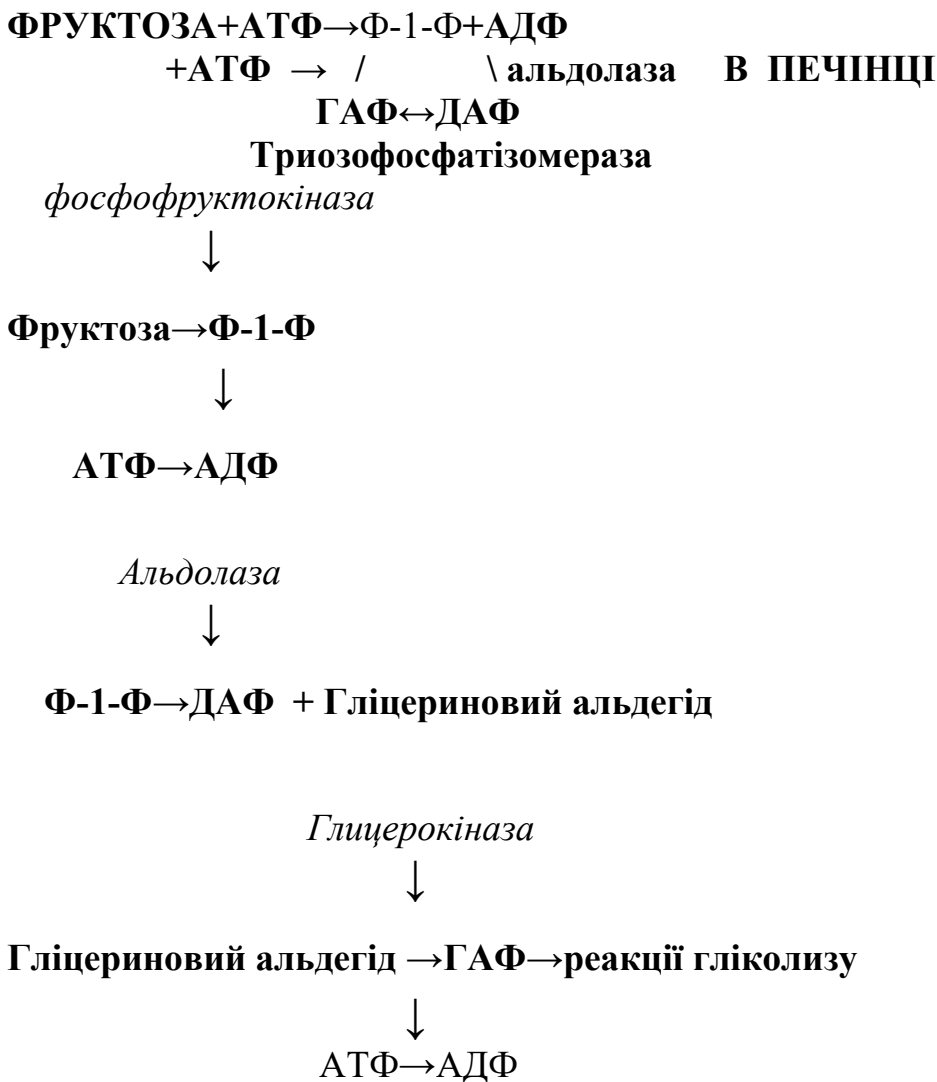 ФРУКТОЗА+АТФ→Ф-1-Ф+АДФ
+АТФ → / \ альдолаза В ПЕЧІНЦІ
ГАФ↔ДАФ
Триозофосфатізомераза
фосфофруктокіназа
↓
Фруктоза→Ф-1-Ф
↓
АТФ→АДФ
Альдолаза
↓
Ф-1-Ф→ДАФ + Гліцериновий альдегід
Глицерокіназа
↓
Гліцериновий альдегід →ГАФ→реакції гліколизу
↓
АТФ→АДФ